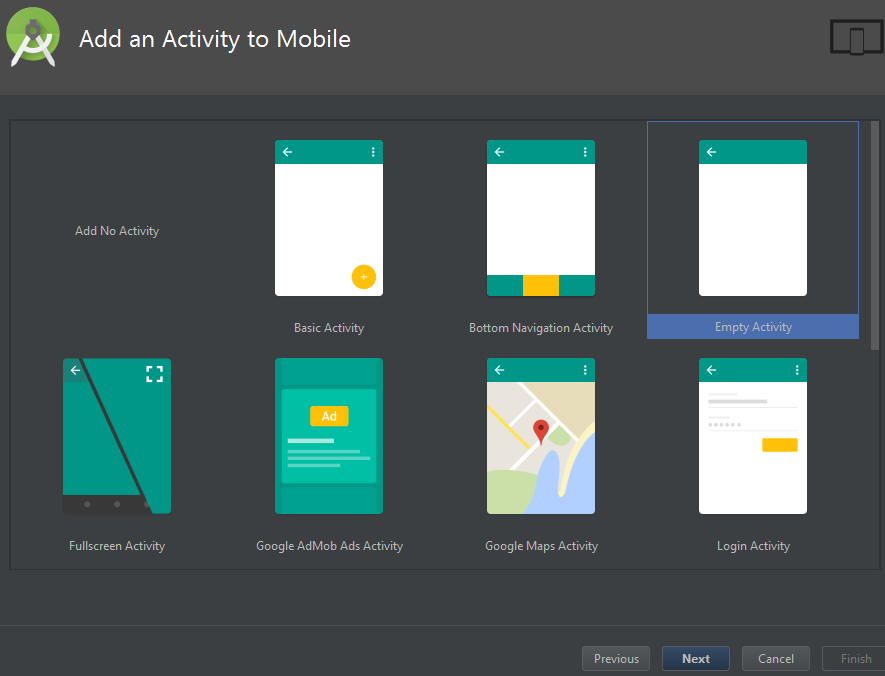 Add an Activity to Mobile
Add No Activity
Basic Activity
Bottom Navigation Activity
Empty Activity
Ad
Fullscreen Activity
Google AdMob Ads Activity
Google Maps Activity
Login Activity
Previous
Next
Cancel
Finish